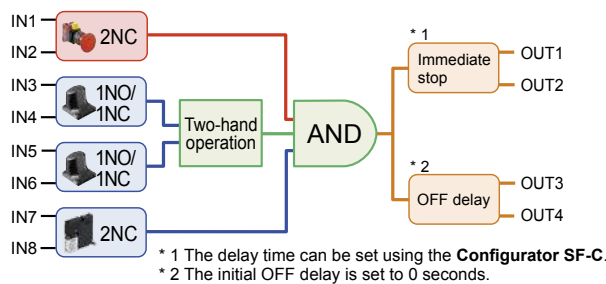 IN1
IN2
2NC
IN3
IN4
1NO/
1NC
IN5
IN6
1NO/
1NC
IN7
IN8
2NC
Two-hand
operation
AND
* 1
Immediate
stop
OUT1
OUT2
* 2
OFF delay
OUT3
OUT4
* 1 The delay time can be set using the Configurator SF-C.
* 2 The initial OFF delay is set to 0 seconds.